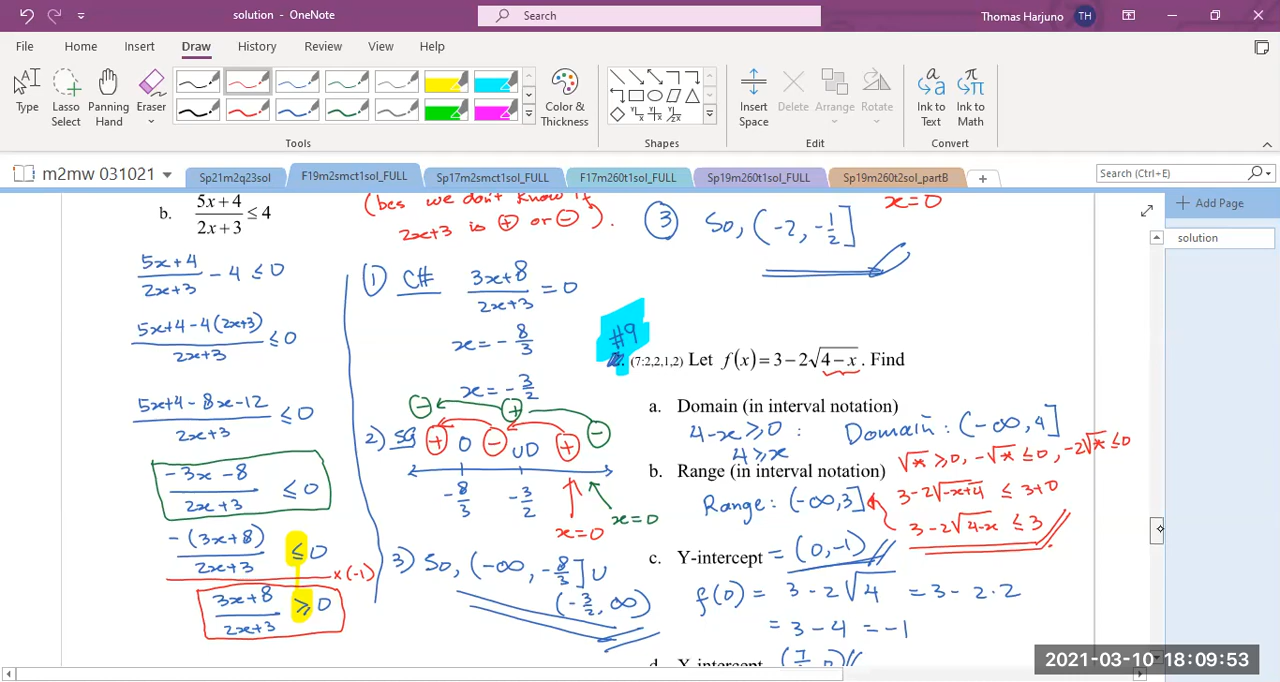 solution - OneNote
Search
Thomas Harjuno TH
File Home Insert Draw History Review View Help
Type
Lasso Select
Panning Hand
Eraser
Color & Thickness
Insert Space
Delete
Arrange
Rotate
Ink to Text
Ink to Math
Tools
Shapes
Edit
Convert
m2mw 031021
Sp21m2q23sol
F19m2smct1sol_FULL
Sp17m2smct1sol_FULL
F17m260t1sol_FULL
Sp19m260t1sol_FULL
Sp19m260t2sol_partB
Search (Ctrl+E)
Add Page
solution
b. (5x+4)/(2x+3) ≤ 4
(5x+4)/(2x+3) - 4 ≤ 0
(5x+4-4(2x+3))/(2x+3) ≤ 0
(5x+4-8x-12)/(2x+3) ≤ 0
(-3x-8)/(2x+3) ≤ 0
-(3x+8)/(2x+3) ≤ 0
x(-1)
(3x+8)/(2x+3) ≥ 0
(bcs we don't know if
2x+3 is + or -).
1) C# (3x+8)/(2x+3) = 0
x = -8/3
x = -3/2
- + -
2) SG + 0 - UD +
-8/3 -3/2
x=0 x=0
3) So, (-∞, -8/3] U
(-3/2, ∞)
x=0
3 So, (-2, -1/2]
#9
(7:2,2,1,2) Let f(x) = 3 - 2√(4-x). Find
a. Domain (in interval notation)
4-x ≥ 0 : Domain: (-∞, 4]
4 ≥ x
√* ≥ 0, -√* ≤ 0, -2√* ≤ 0
b. Range (in interval notation)
3-2√(-x+4) ≤ 3+0
Range: (-∞, 3]
3-2√(4-x) ≤ 3
c. Y-intercept = (0,-1)
f(0) = 3 - 2√4 = 3 - 2·2
= 3 - 4 = -1
2021-03-10 18:09:53